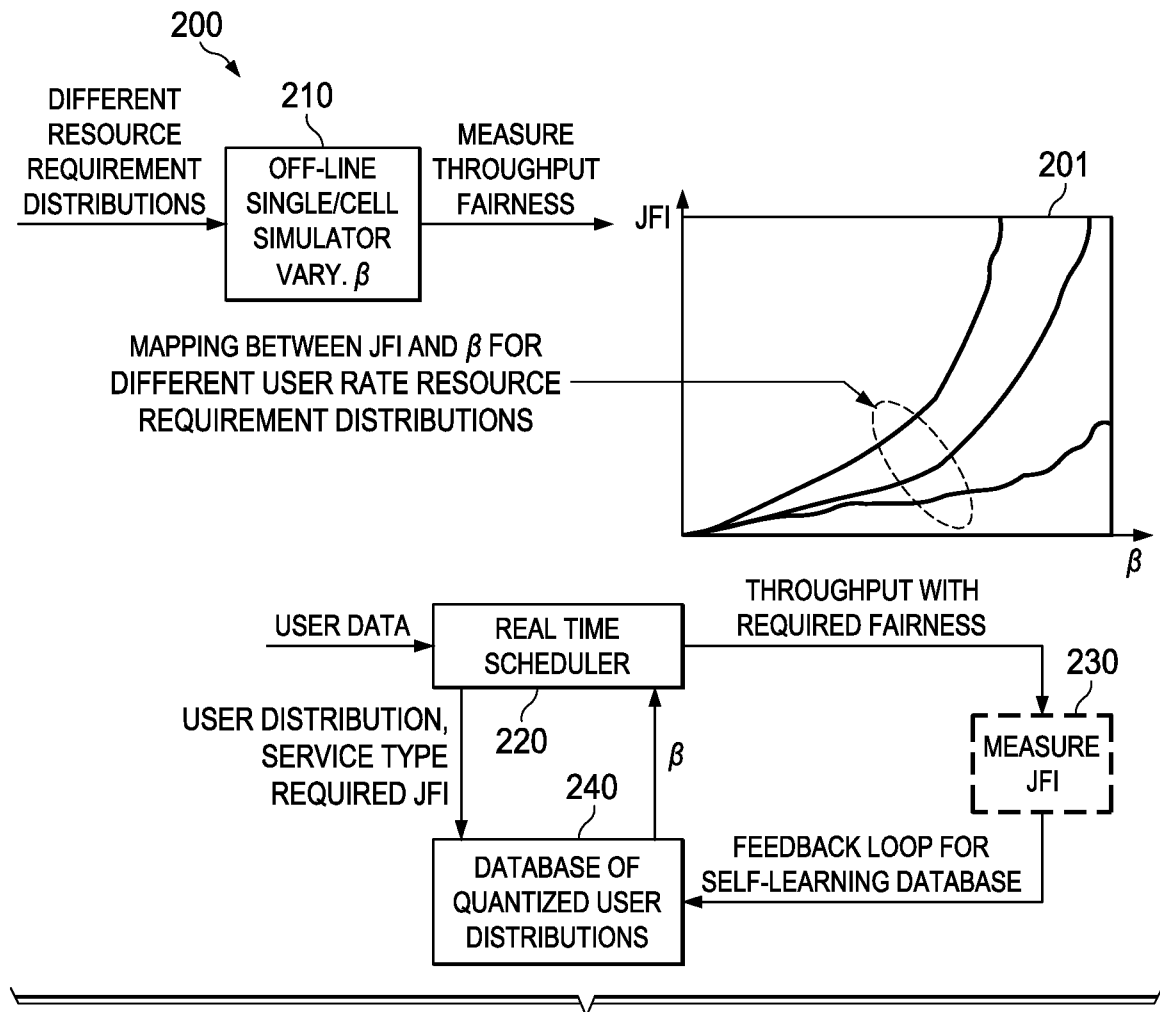 200
DIFFERENT
RESOURCE
REQUIREMENT
DISTRIBUTIONS
210
OFF-LINE
SINGLE/CELL
SIMULATOR
VARY. β
MEASURE
THROUGHPUT
FAIRNESS
201
JFI
β
MAPPING BETWEEN JFI AND β FOR
DIFFERENT USER RATE RESOURCE
REQUIREMENT DISTRIBUTIONS
USER DATA
REAL TIME
SCHEDULER
220
THROUGHPUT WITH
REQUIRED FAIRNESS
230
MEASURE
JFI
USER DISTRIBUTION,
SERVICE TYPE
REQUIRED JFI
β
240
DATABASE OF
QUANTIZED USER
DISTRIBUTIONS
FEEDBACK LOOP FOR
SELF-LEARNING DATABASE